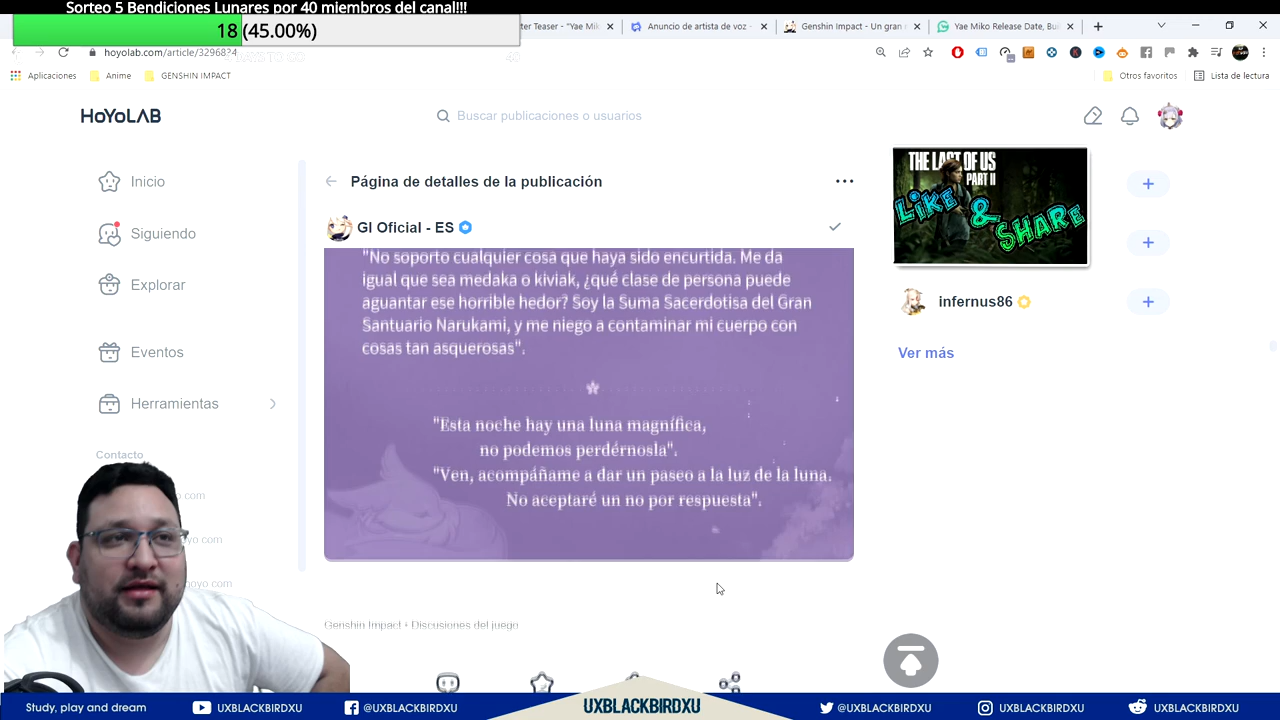 Sorteo 5 Bendiciones Lunares por 40 miembros del canal!!!
18 (45.00%)
ter Teaser - "Yae Mik
Anuncio de artista de voz -
Genshin Impact - Un gran
Yae Miko Release Date, Bui
hoyolab.com/article/3296834
Aplicaciones
Anime
GENSHIN IMPACT
Otros favoritos
Lista de lectura
HoYoLAB
Buscar publicaciones o usuarios
Inicio
Siguiendo
Explorar
Eventos
Herramientas
Contacto
Página de detalles de la publicación
GI Oficial - ES
"No soporto cualquier cosa que haya sido encurtida. Me da
igual que sea medaka o kiviak, ¿qué clase de persona puede
aguantar ese horrible hedor? Soy la Suma Sacerdotisa del Gran
Santuario Narukami, y me niego a contaminar mi cuerpo con
cosas tan asquerosas".
"Esta noche hay una luna magnífica,
no podemos perdérnosla".
"Ven, acompáñame a dar un paseo a la luz de la luna.
No aceptaré un no por respuesta".
Genshin Impact • Discusiones del juego
THE LAST OF US
PART II
LIKE & SHARE
infernus86
Ver más
Study, play and dream
UXBLACKBIRDXU
@UXBLACKBIRDXU
UXBLACKBIRDXU
@UXBLACKBIRDXU
UXBLACKBIRDXU
UXBLACKBIRDXU